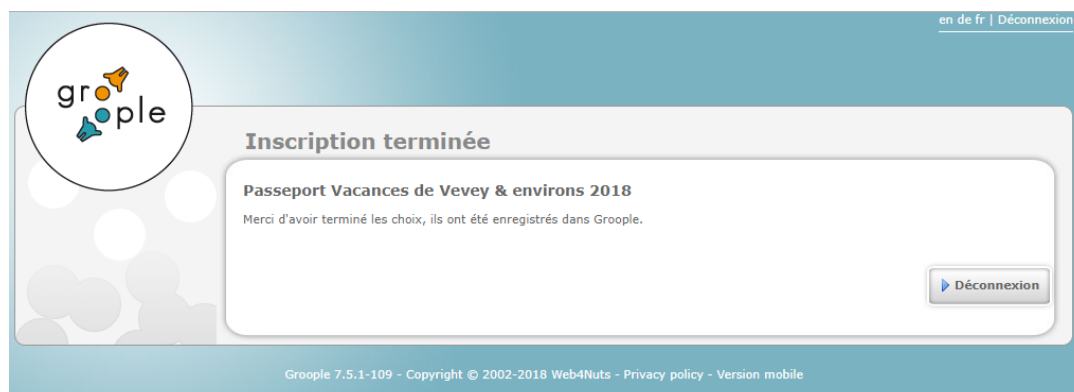 en de fr | Déconnexion
groople
Inscription terminée
Passeport Vacances de Vevey & environs 2018
Merci d'avoir terminé les choix, ils ont été enregistrés dans Groople.
Déconnexion
Groople 7.5.1-109 - Copyright © 2002-2018 Web4Nuts - Privacy policy - Version mobile